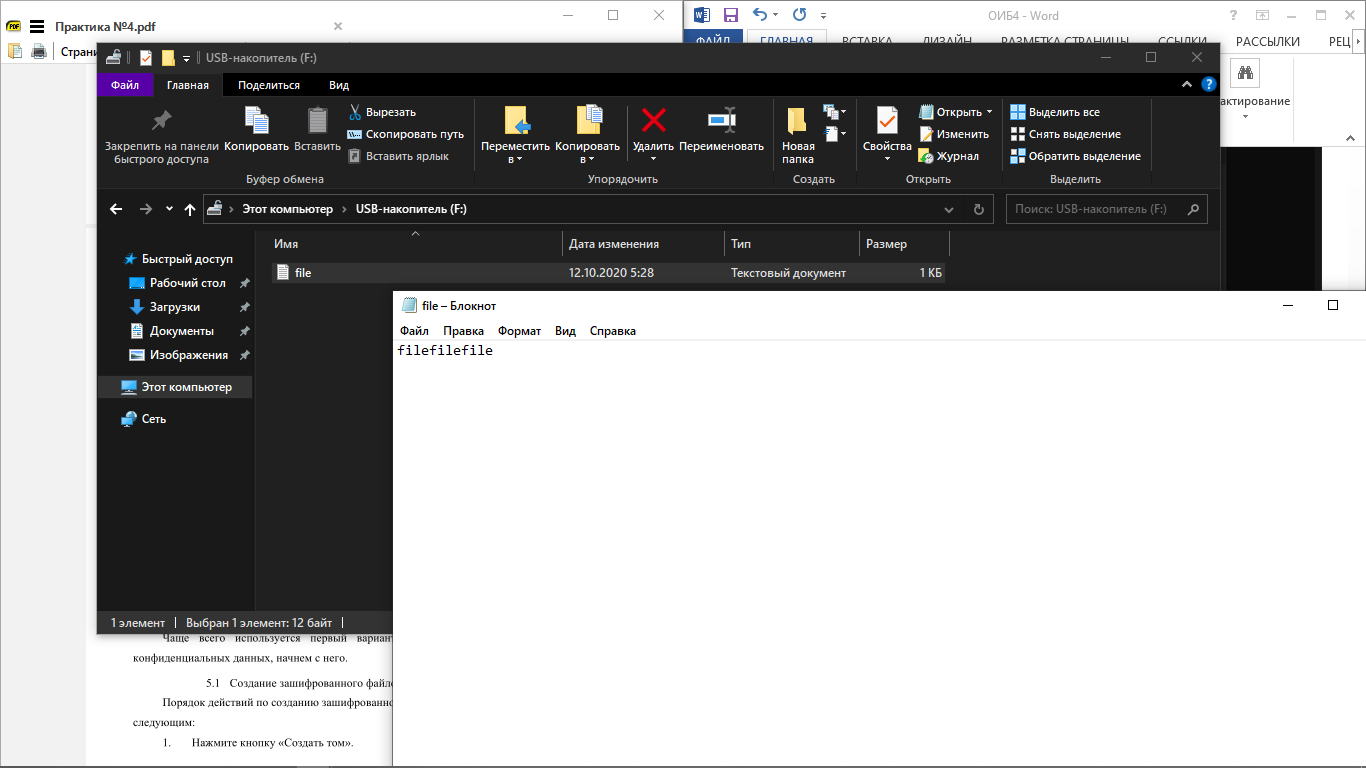 Практика №4.pdf
Страни
ОИБ4 - Word
ФАЙЛ ГЛАВНАЯ ВСТАВКА ДИЗАЙН РАЗМЕТКА СТРАНИЦЫ ССЫЛКИ РАССЫЛКИ РЕЦ
актирование
USB-накопитель (F:)
Файл Главная Поделиться Вид
Закрепить на панели быстрого доступа
Копировать
Вставить
Вырезать
Скопировать путь
Вставить ярлык
Буфер обмена
Переместить в
Копировать в
Удалить
Переименовать
Упорядочить
Новая папка
Создать
Свойства
Открыть
Изменить
Журнал
Открыть
Выделить все
Снять выделение
Обратить выделение
Выделить
Этот компьютер USB-накопитель (F:)
Поиск: USB-накопитель (F:)
Имя Дата изменения Тип Размер
file 12.10.2020 5:28 Текстовый документ 1 КБ
Быстрый доступ
Рабочий стол
Загрузки
Документы
Изображения
Этот компьютер
Сеть
1 элемент Выбран 1 элемент: 12 байт
file – Блокнот
Файл Правка Формат Вид Справка
filefilefile
Чаще всего используется первый вариант
конфиденциальных данных, начнем с него.
5.1 Создание зашифрованного файло
Порядок действий по созданию зашифрованно
следующим:
1. Нажмите кнопку «Создать том».